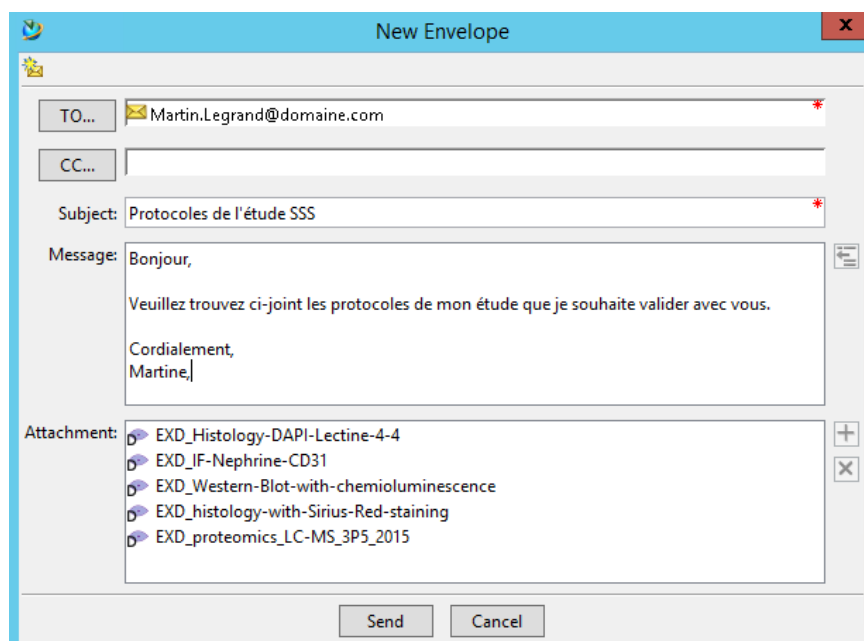 New Envelope
x
TO... Martin.Legrand@domaine.com *
CC...
Subject: Protocoles de l'étude SSS *
Message: Bonjour,
Veuillez trouvez ci-joint les protocoles de mon étude que je souhaite valider avec vous.
Cordialement,
Martine,
Attachment: D EXD_Histology-DAPI-Lectine-4-4
D EXD_IF-Nephrine-CD31
D EXD_Western-Blot-with-chemioluminescence
D EXD_histology-with-Sirius-Red-staining
D EXD_proteomics_LC-MS_3P5_2015
Send Cancel